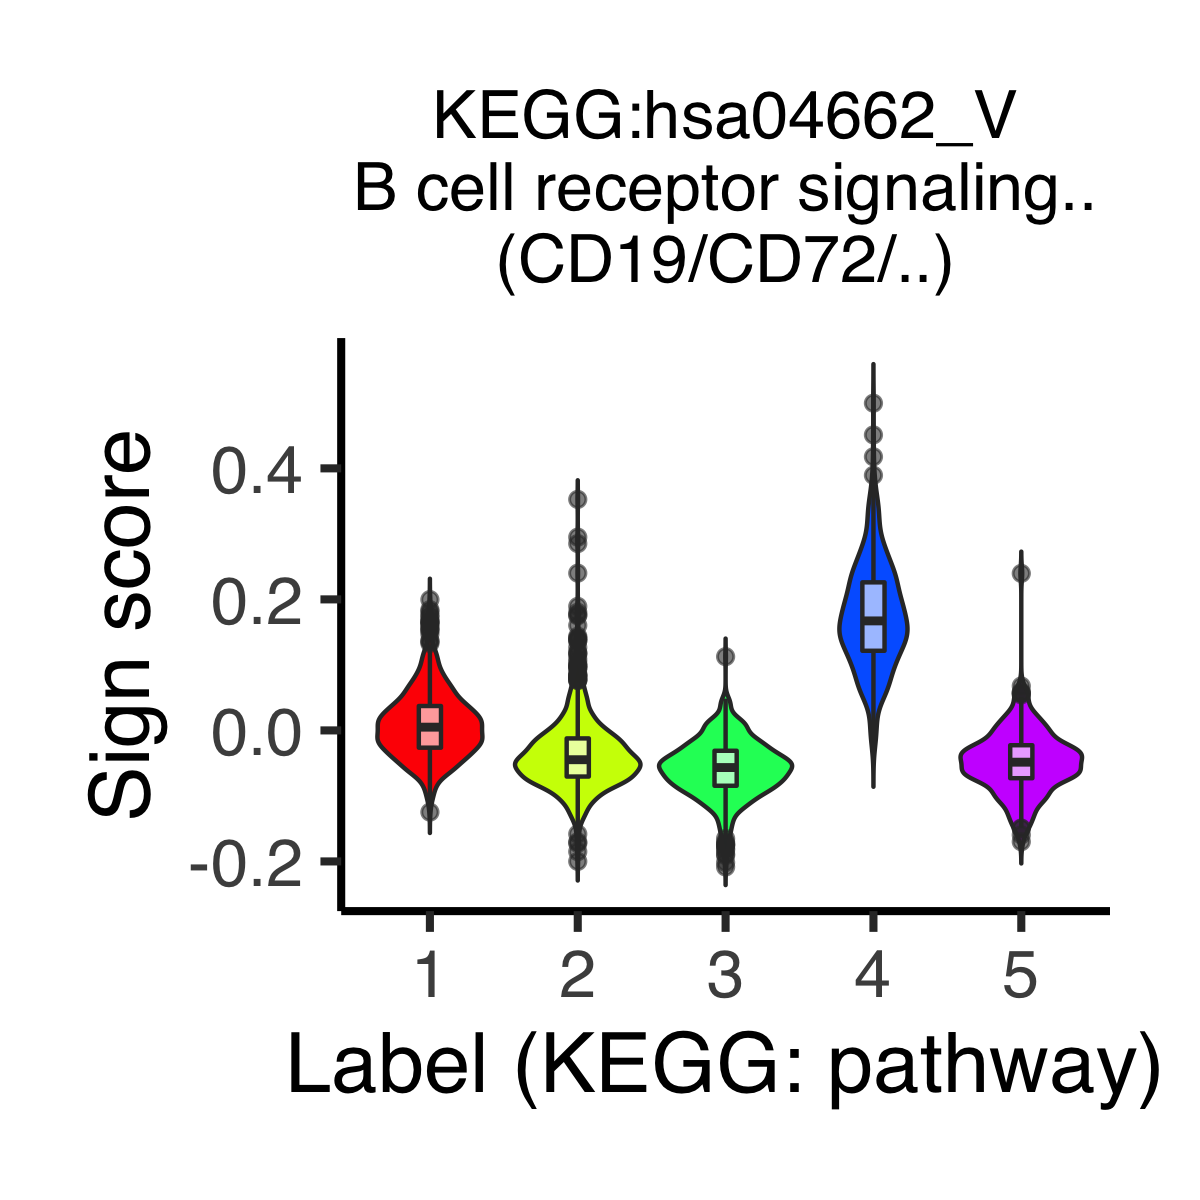 KEGG:hsa04662_V
B cell receptor signaling..
(CD19/CD72/..)
Sign score
0.4
0.2
0.0
-0.2
1 2 3 4 5
Label (KEGG: pathway)